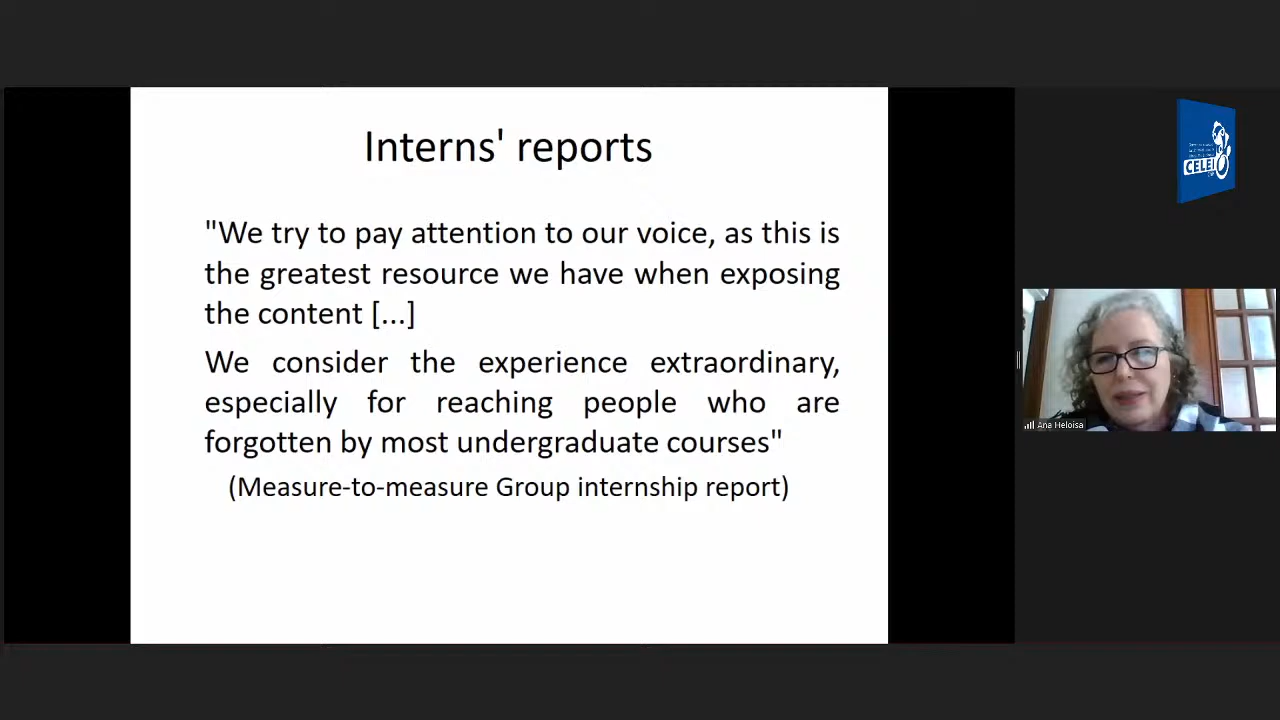 Interns' reports
"We try to pay attention to our voice, as this is
the greatest resource we have when exposing
the content [...]
We consider the experience extraordinary,
especially for reaching people who are
forgotten by most undergraduate courses"
(Measure-to-measure Group internship report)
CELEI
Ana Heloisa